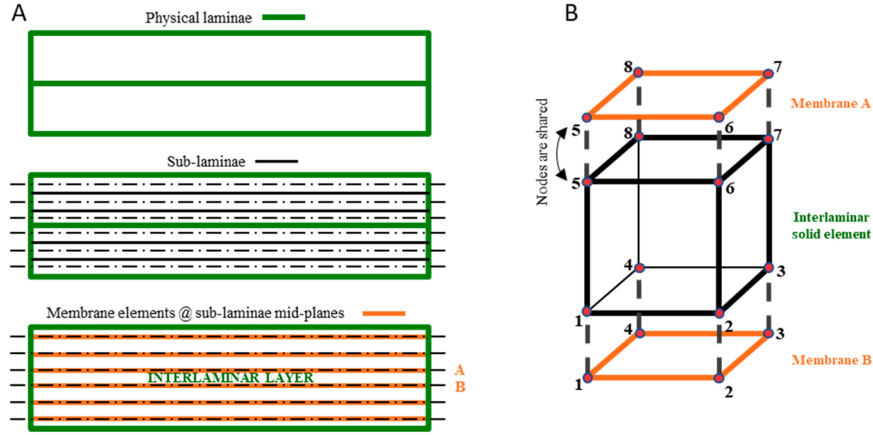 A
Physical laminae
Sub-laminae
Membrane elements @ sub-laminae mid-planes
INTERLAMINAR LAYER
A
B
B
8
7
5
6
Membrane A
Nodes are shared
8
7
5
6
Interlaminar
solid element
4
3
1
2
4
3
Membrane B
1
2